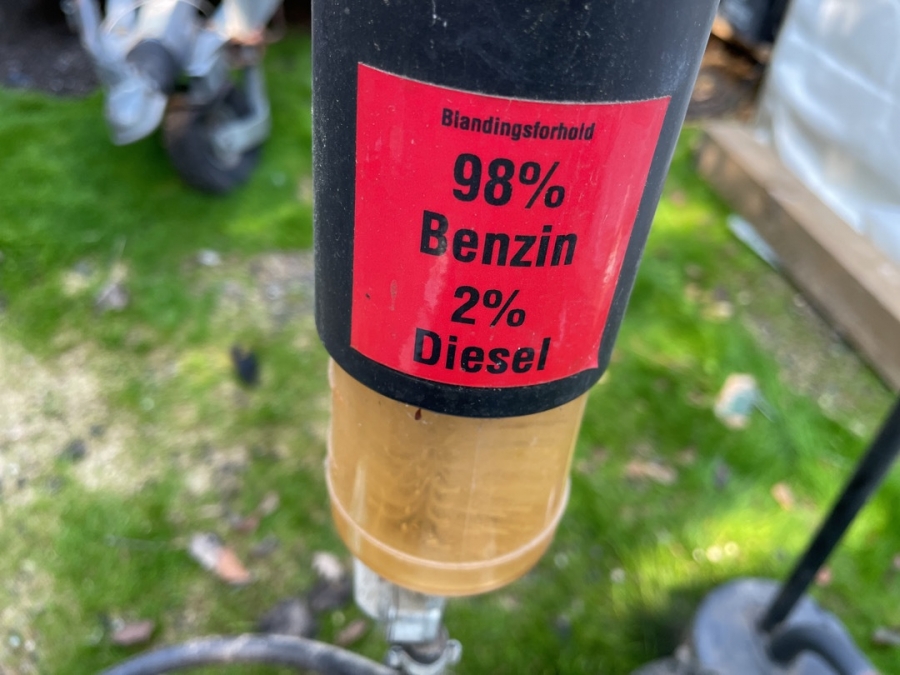 Blandingsforhold
98%
Benzin
2%
Diesel